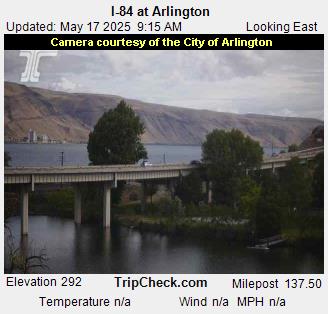 I-84 at Arlington
Updated: May 17 2025 9:15 AM Looking East
Camera courtesy of the City of Arlington
Elevation 292 TripCheck.com Milepost 137.50
Temperature n/a Wind n/a MPH n/a